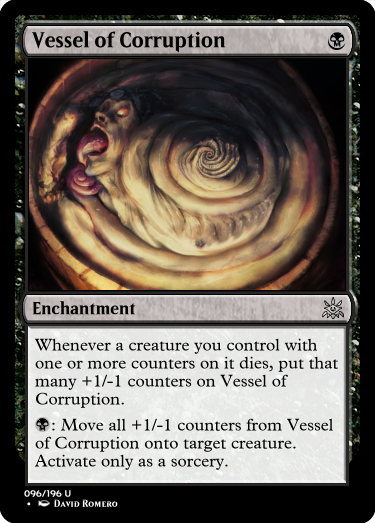 Vessel of Corruption
Enchantment
Whenever a creature you control with
one or more counters on it dies, put that
many +1/-1 counters on Vessel of
Corruption.
: Move all +1/-1 counters from Vessel
of Corruption onto target creature.
Activate only as a sorcery.
096/196 U
• David Romero